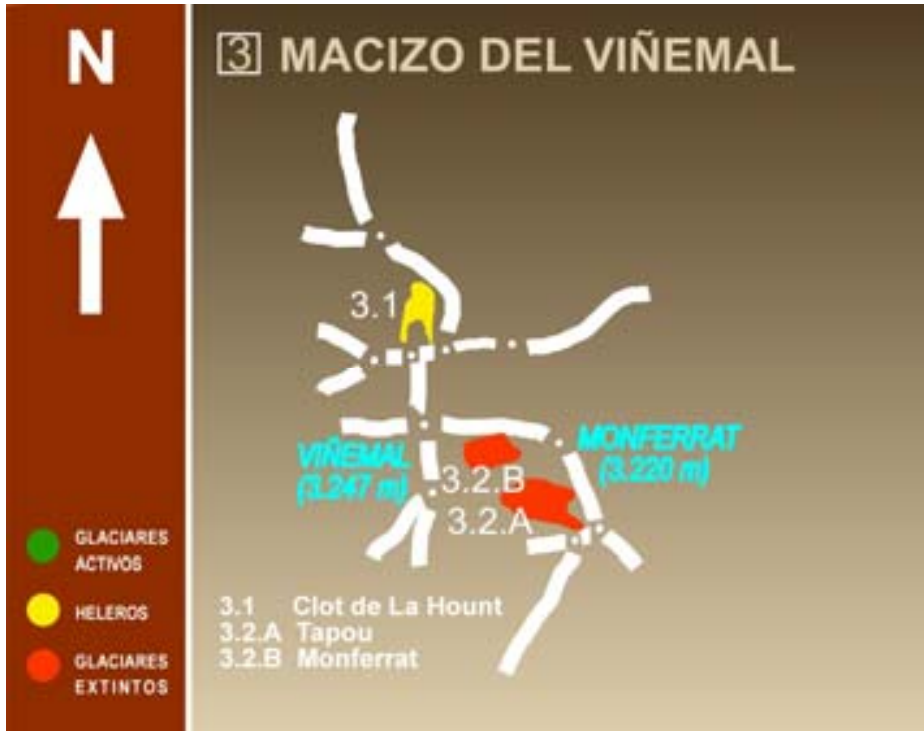 N
3 MACIZO DEL VIÑEMAL
3.1
VIÑEMAL
(3.247 m)
MONFERRAT
(3.220 m)
3.2.B
3.2.A
GLACIARES
ACTIVOS
HELEROS
GLACIARES
EXTINTOS
3.1 Clot de La Hount
3.2.A Tapou
3.2.B Monferrat